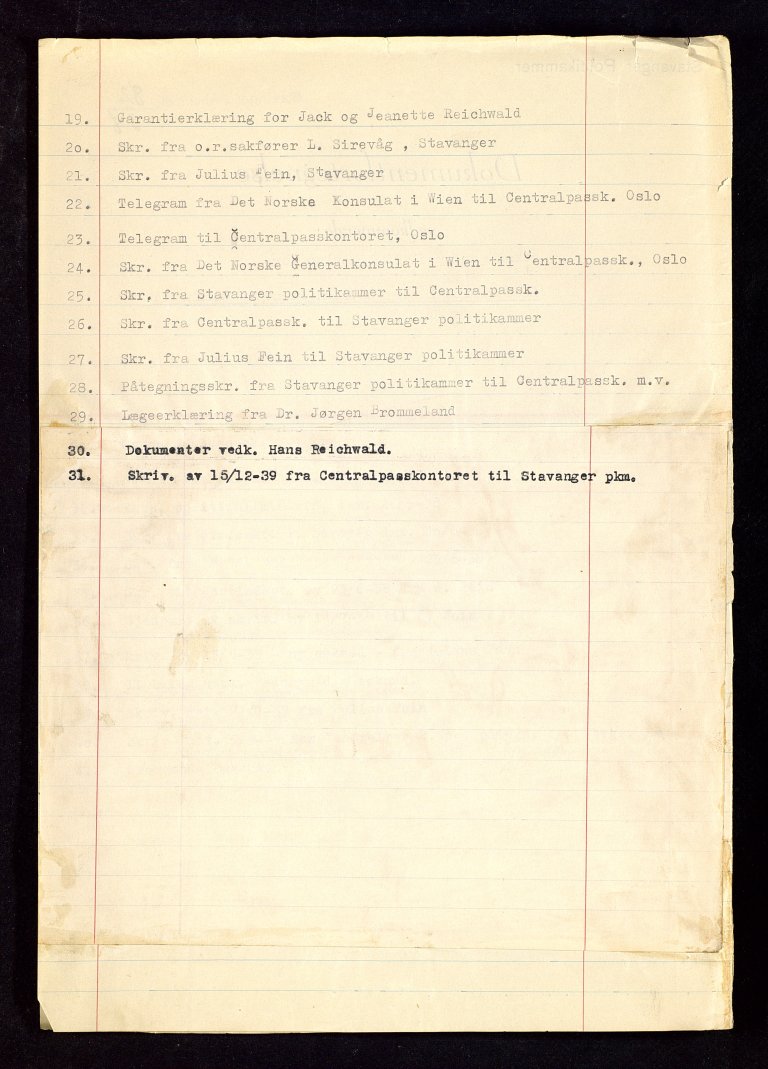 19. Garantierklæring for Jack og Jeanette Reichwald
2o. Skr. fra o.r.sakfører L. Sirevåg , Stavanger
21. Skr. fra Julius Fein, Stavanger
22. Telegram fra Det Norske Konsulat i Wien til Centralpassk. Oslo
23. Telegram til Centralpasskontoret, Oslo
24. Skr. fra Det Norske Generalkonsulat i Wien til Centralpassk., Oslo
25. Skr. fra Stavanger politikammer til Centralpassk.
26. Skr. fra Centralpassk. til Stavanger politikammer
27. Skr. fra Julius Fein til Stavanger politikammer
28. Påtegningsskr. fra Stavanger politikammer til Centralpassk. m.v.
29. Lægeerklæring fra Dr. Jørgen Brommeland
30. Dokumenter vedk. Hans Reichwald.
31. Skriv. av 15/12-39 fra Centralpasskontoret til Stavanger pkm.